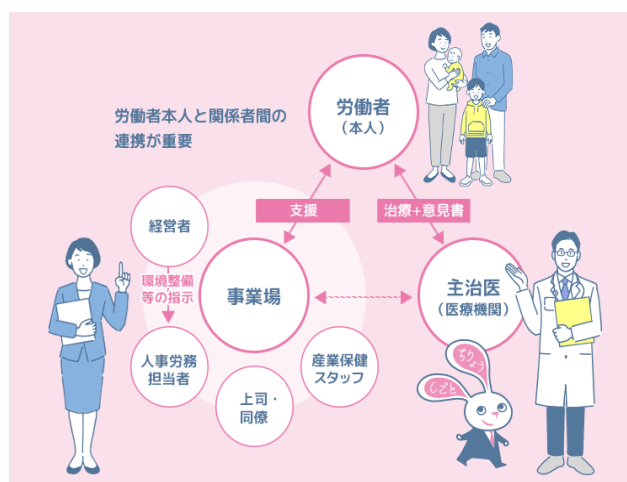 労働者本人と関係者間の
連携が重要
労働者
（本人）
支援
治療+意見書
経営者
環境整備
等の指示
事業場
主治医
（医療機関）
人事労務
担当者
上司・
同僚
産業保健
スタッフ
ちりょう
しごと